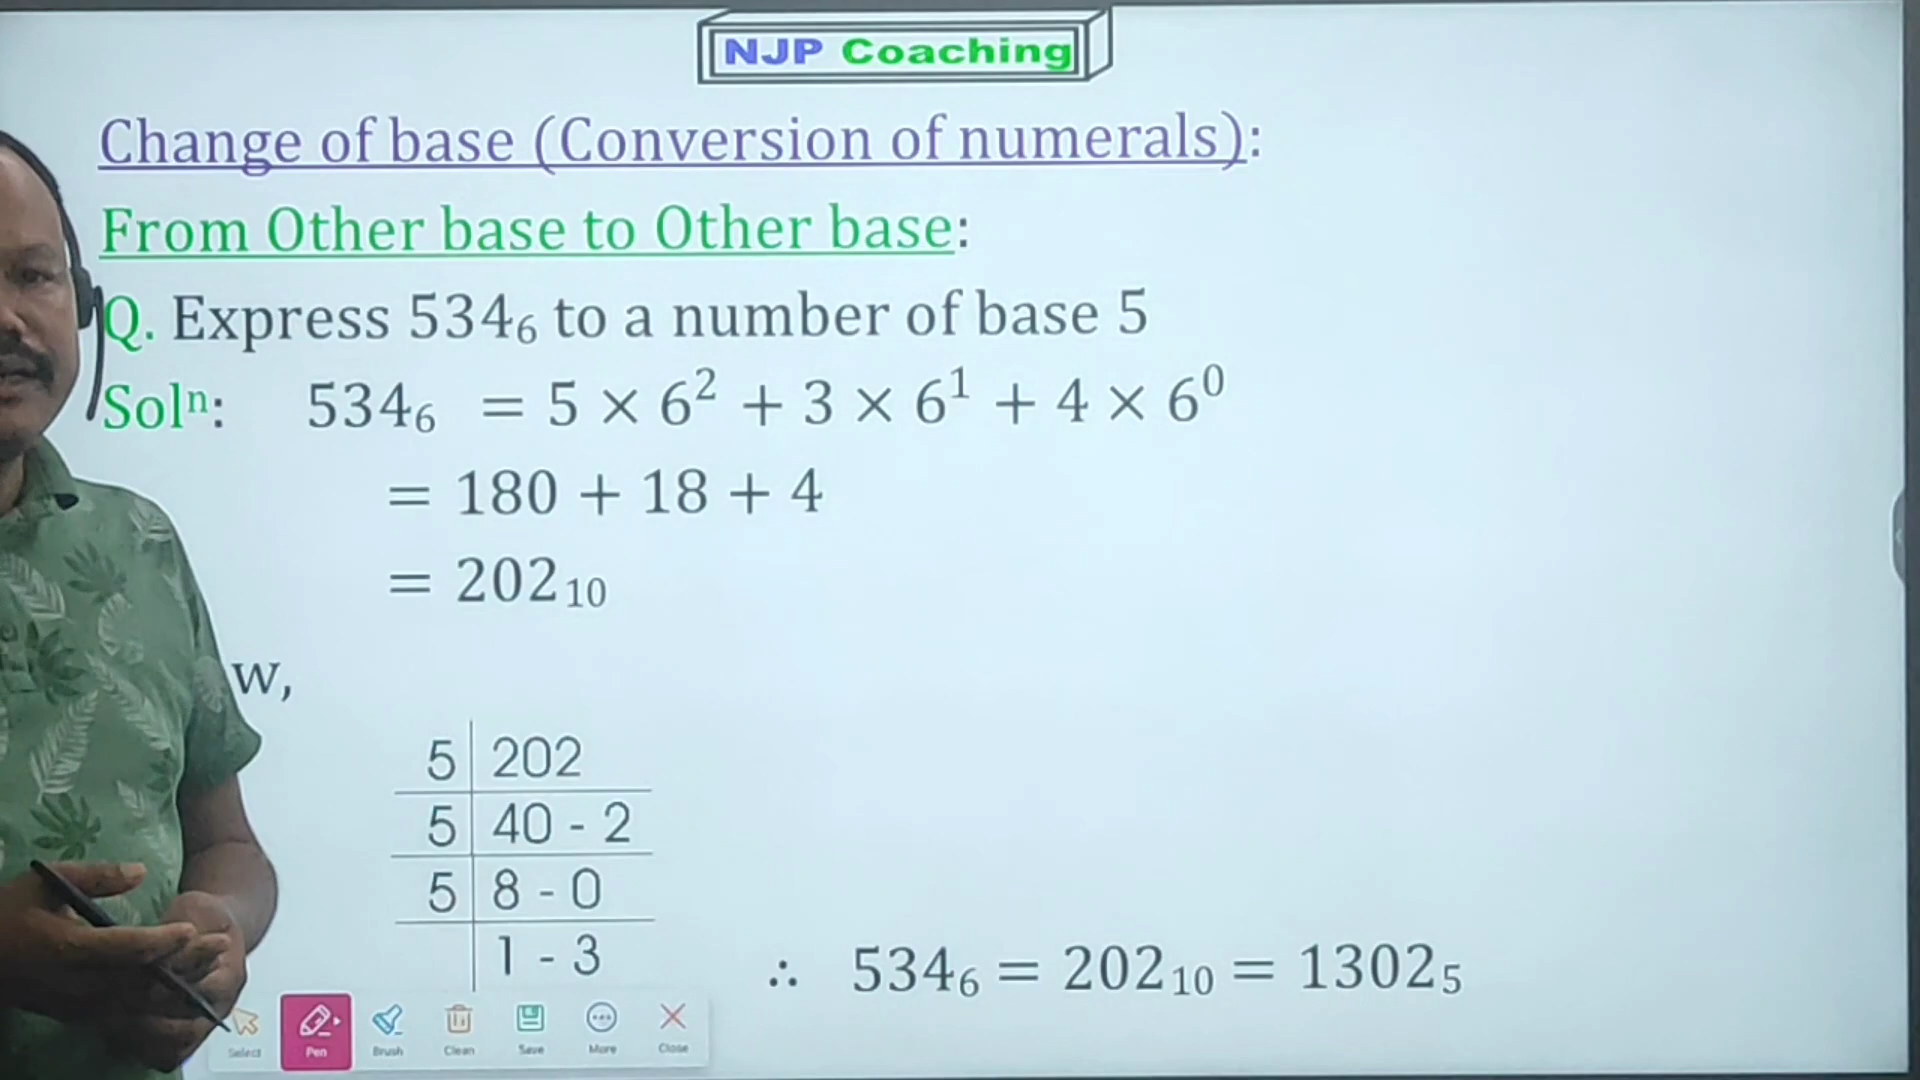 NJP Coaching
Change of base (Conversion of numerals):
From Other base to Other base:
Q. Express 534₆ to a number of base 5
Solⁿ: 534₆ = 5 × 6² + 3 × 6¹ + 4 × 6⁰
= 180 + 18 + 4
= 202₁₀
w,
5 | 202
5 | 40 - 2
5 | 8 - 0
1 - 3
∴ 534₆ = 202₁₀ = 1302₅
Select Pen Brush Clean Save More Close